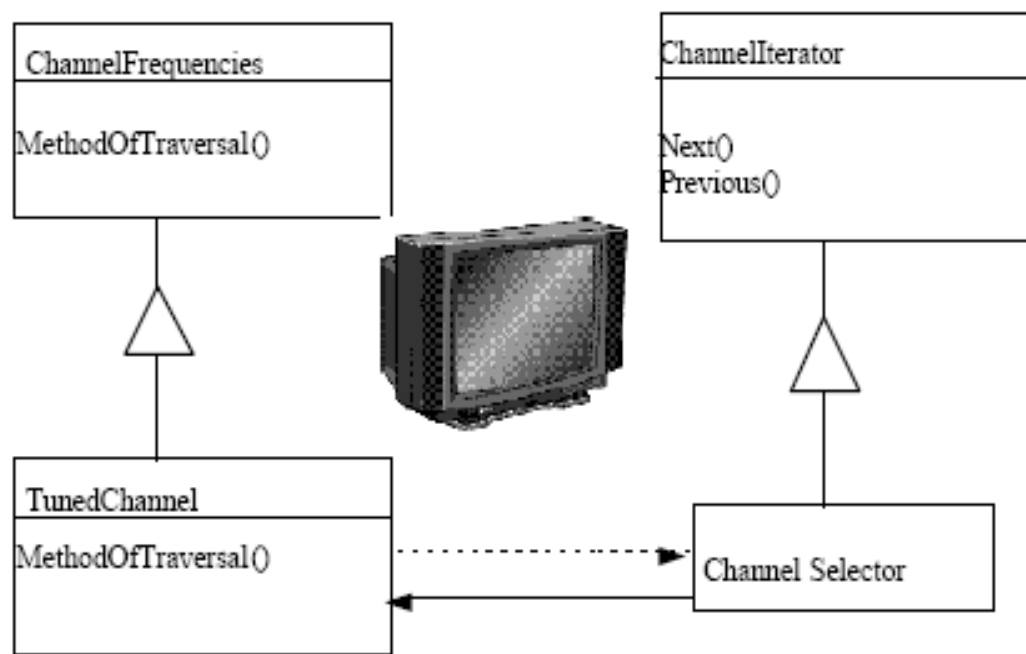 ChannelFrequencies
MethodOfTraversal()
ChannelIterator
Next()
Previous()
TunedChannel
MethodOfTraversal()
Channel Selector